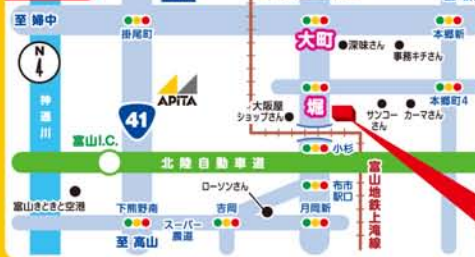 至 婦中
掛尾町
大町
深味さん
本郷新
事務キチさん
N
神通川
APiTA
41
大阪屋
ショップさん
堀
サンコー
さん
カーマさん
本郷町4
富山I.C.
小杉
北陸自動車道
富山地鉄上滝線
ローソンさん
布市
駅口
富山きときと空港
下熊野南
スーパー
農道
吉岡
月岡新
至 高山